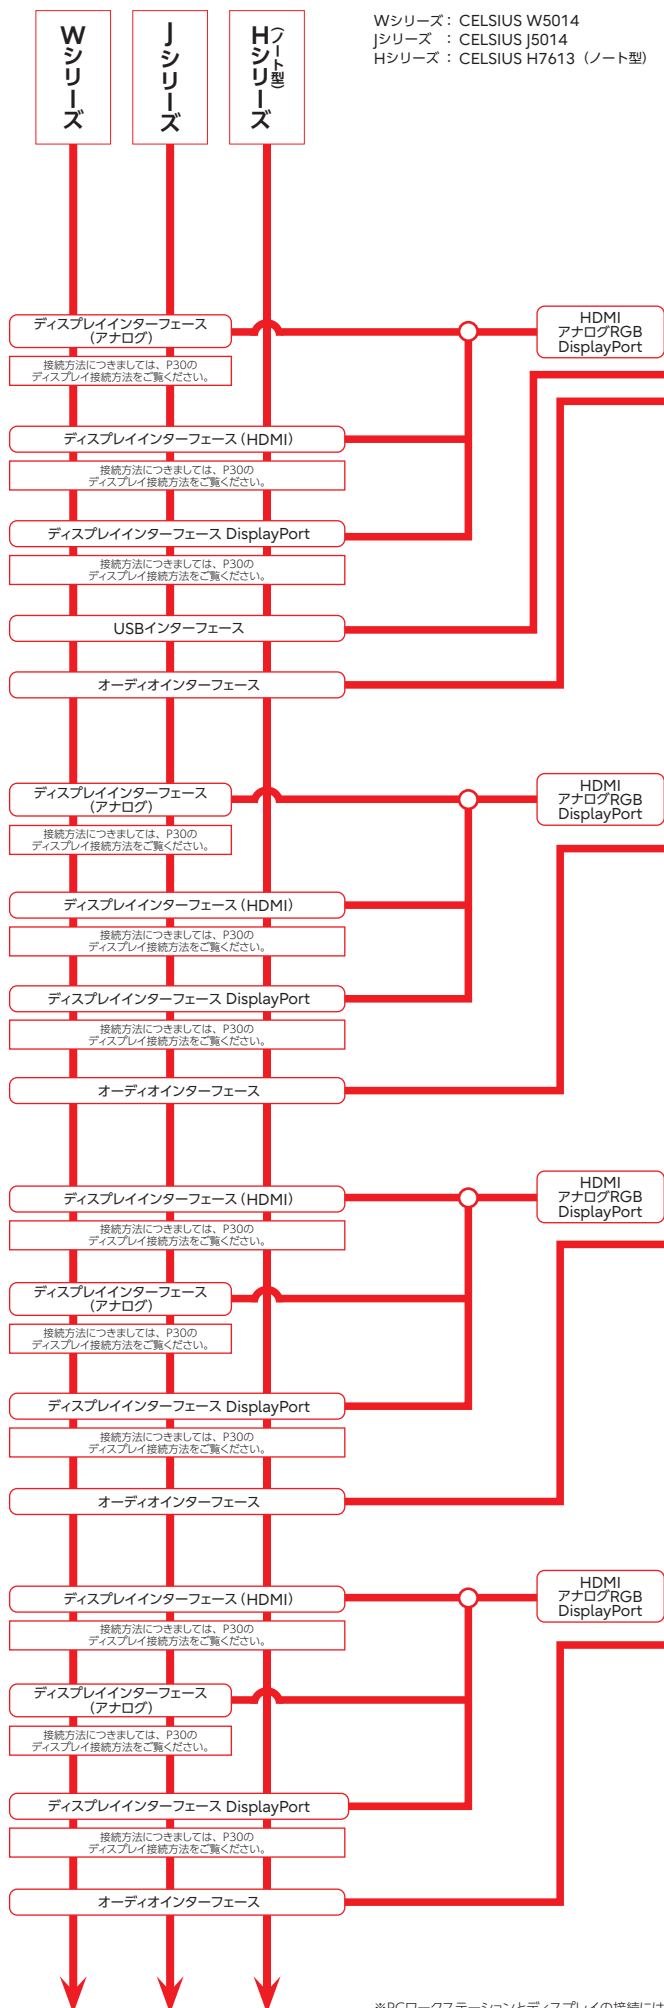 Wシリーズ
Jシリーズ
Hシリーズ
(ノート型)
Wシリーズ：CELSIUS W5014
Jシリーズ ：CELSIUS J5014
Hシリーズ：CELSIUS H7613（ノート型）
ディスプレイインターフェース
(アナログ)
HDMI
アナログRGB
DisplayPort
接続方法につきましては、P30の
ディスプレイ接続方法をご覧ください。
ディスプレイインターフェース(HDMI)
接続方法につきましては、P30の
ディスプレイ接続方法をご覧ください。
ディスプレイインターフェース DisplayPort
接続方法につきましては、P30の
ディスプレイ接続方法をご覧ください。
USBインターフェース
オーディオインターフェース
ディスプレイインターフェース
(アナログ)
HDMI
アナログRGB
DisplayPort
接続方法につきましては、P30の
ディスプレイ接続方法をご覧ください。
ディスプレイインターフェース(HDMI)
接続方法につきましては、P30の
ディスプレイ接続方法をご覧ください。
ディスプレイインターフェース DisplayPort
接続方法につきましては、P30の
ディスプレイ接続方法をご覧ください。
オーディオインターフェース
ディスプレイインターフェース(HDMI)
HDMI
アナログRGB
DisplayPort
接続方法につきましては、P30の
ディスプレイ接続方法をご覧ください。
ディスプレイインターフェース
(アナログ)
接続方法につきましては、P30の
ディスプレイ接続方法をご覧ください。
ディスプレイインターフェース DisplayPort
接続方法につきましては、P30の
ディスプレイ接続方法をご覧ください。
オーディオインターフェース
ディスプレイインターフェース(HDMI)
HDMI
アナログRGB
DisplayPort
接続方法につきましては、P30の
ディスプレイ接続方法をご覧ください。
ディスプレイインターフェース
(アナログ)
接続方法につきましては、P30の
ディスプレイ接続方法をご覧ください。
ディスプレイインターフェース DisplayPort
接続方法につきましては、P30の
ディスプレイ接続方法をご覧ください。
オーディオインターフェース
※PCワークステーションとディスプレイの接続には